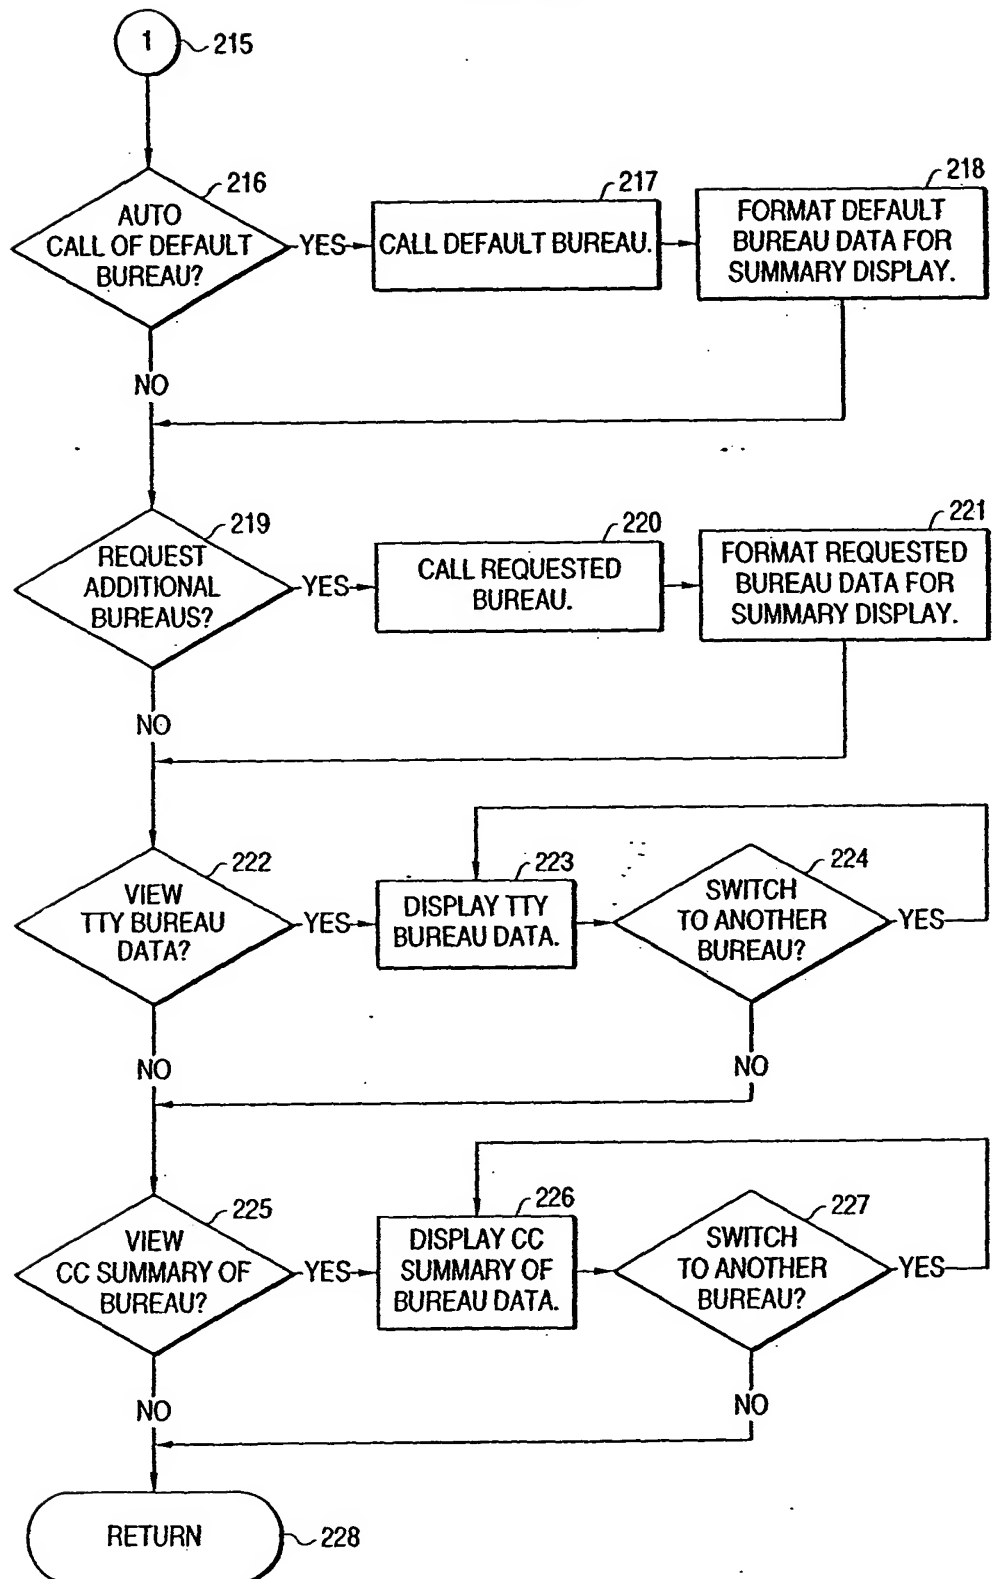 1
215
216
AUTO
CALL OF DEFAULT
BUREAU?
YES
217
CALL DEFAULT BUREAU.
218
FORMAT DEFAULT
BUREAU DATA FOR
SUMMARY DISPLAY.
NO
219
REQUEST
ADDITIONAL
BUREAUS?
YES
220
CALL REQUESTED
BUREAU.
221
FORMAT REQUESTED
BUREAU DATA FOR
SUMMARY DISPLAY.
NO
222
VIEW
TTY BUREAU
DATA?
YES
223
DISPLAY TTY
BUREAU DATA.
224
SWITCH
TO ANOTHER
BUREAU?
YES
NO
NO
225
VIEW
CC SUMMARY OF
BUREAU?
YES
226
DISPLAY CC
SUMMARY OF
BUREAU DATA.
227
SWITCH
TO ANOTHER
BUREAU?
YES
NO
NO
RETURN
228